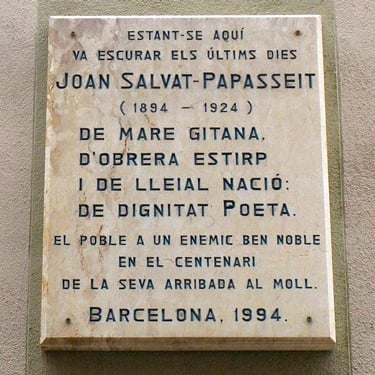 ESTANT-SE AQUÍ
VA ESCURAR ELS ÚLTIMS DIES
JOAN SALVAT-PAPASSEIT
(1894 – 1924)
DE MARE GITANA,
D'OBRERA ESTIRP
I DE LLEIAL NACIÓ:
DE DIGNITAT POETA.
EL POBLE A UN ENEMIC BEN NOBLE
EN EL CENTENARI
DE LA SEVA ARRIBADA AL MOLL.
BARCELONA, 1994.